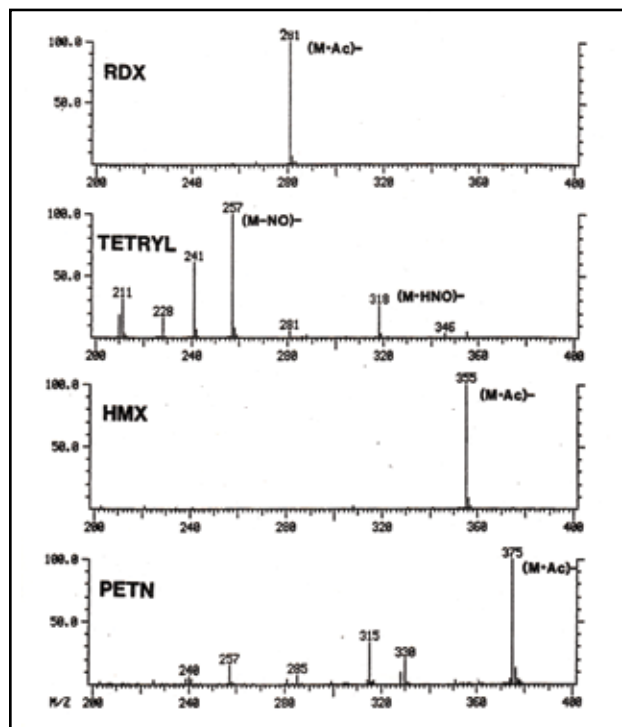 100.0
281
(M+Ac)-
RDX
50.0
200 240 280 320 360 400
100.0
257
(M-NO)-
TETRYL
241
50.0
211
228
281
318
(M-HNO)-
346
200 240 280 320 360 400
100.0
355
(M+Ac)-
HMX
50.0
200 240 280 320 360 400
100.0
375
(M+Ac)-
PETN
50.0
240
257
285
315
330
M/Z 200 240 280 320 360 400